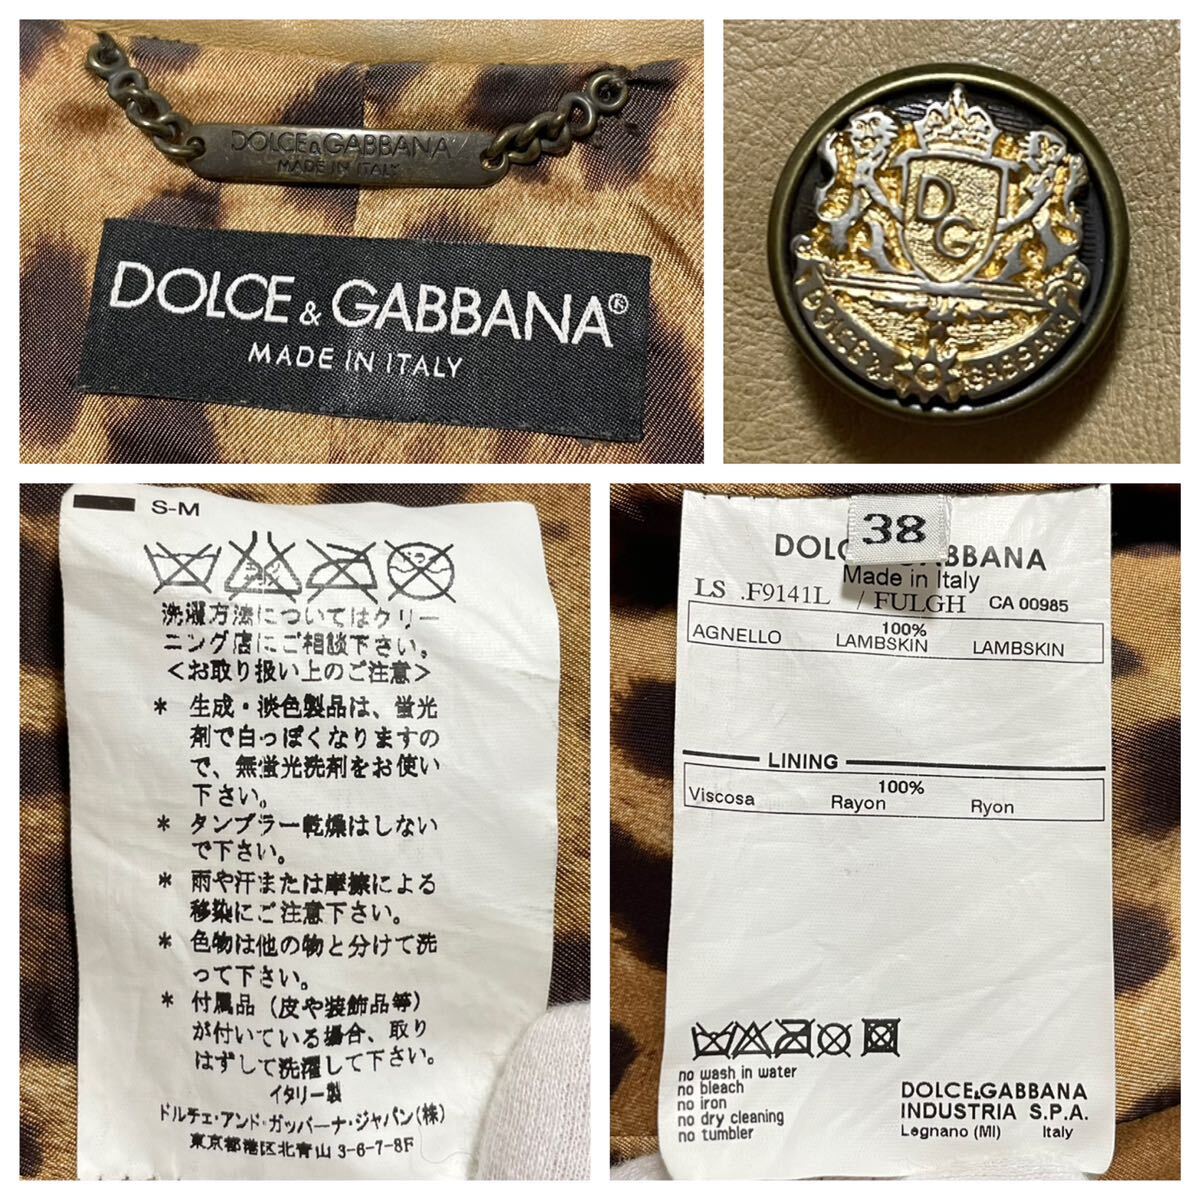 DOLCE&GABBANA
MADE IN ITALY
DOLCE&GABBANA®
MADE IN ITALY
DG
DOLCE & GABBANA
S-M
洗濯方法についてはクリー
ニング店にご相談下さい。
<お取り扱い上のご注意>
* 生成・淡色製品は、蛍光
剤で白っぽくなりますの
で、無蛍光洗剤をお使い
下さい。
* タンブラー乾燥はしない
で下さい。
* 雨や汗または摩擦による
移染にご注意下さい。
* 色物は他の物と分けて洗
って下さい。
* 付属品（皮や装飾品等）
が付いている場合、取り
はずして洗濯して下さい。
イタリー製
ドルチェ・アンド・ガッバーナ・ジャパン(株)
東京都港区北青山 3-6-7-8F
38
DOLC ABBANA
Made in Italy
LS .F9141L / FULGH CA 00985
100%
AGNELLO LAMBSKIN LAMBSKIN
LINING
100%
Viscosa Rayon Ryon
no wash in water
no bleach
no iron
no dry cleaning
no tumbler
DOLCE&GABBANA
INDUSTRIA S.P.A.
Legnano (MI) Italy